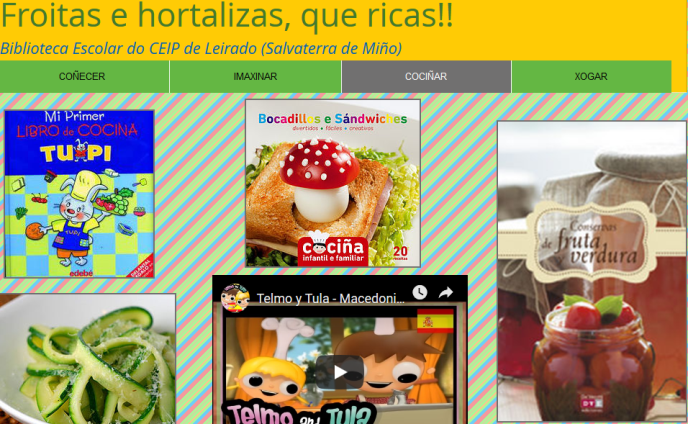 Froitas e hortalizas, que ricas!!
Biblioteca Escolar do CEIP de Leirado (Salvaterra de Miño)
COÑECER
IMAXINAR
COCIÑAR
XOGAR
Mi Primer
LIBRO de COCINA
TUPI
edebé
Bocadillos e Sándwiches
divertidos • fáciles • creativos
cociña
infantil e familiar
20
recetas
Conservas
de fruta
y verdura
Telmo y Tula - Macedoni...
Telmo y Tula